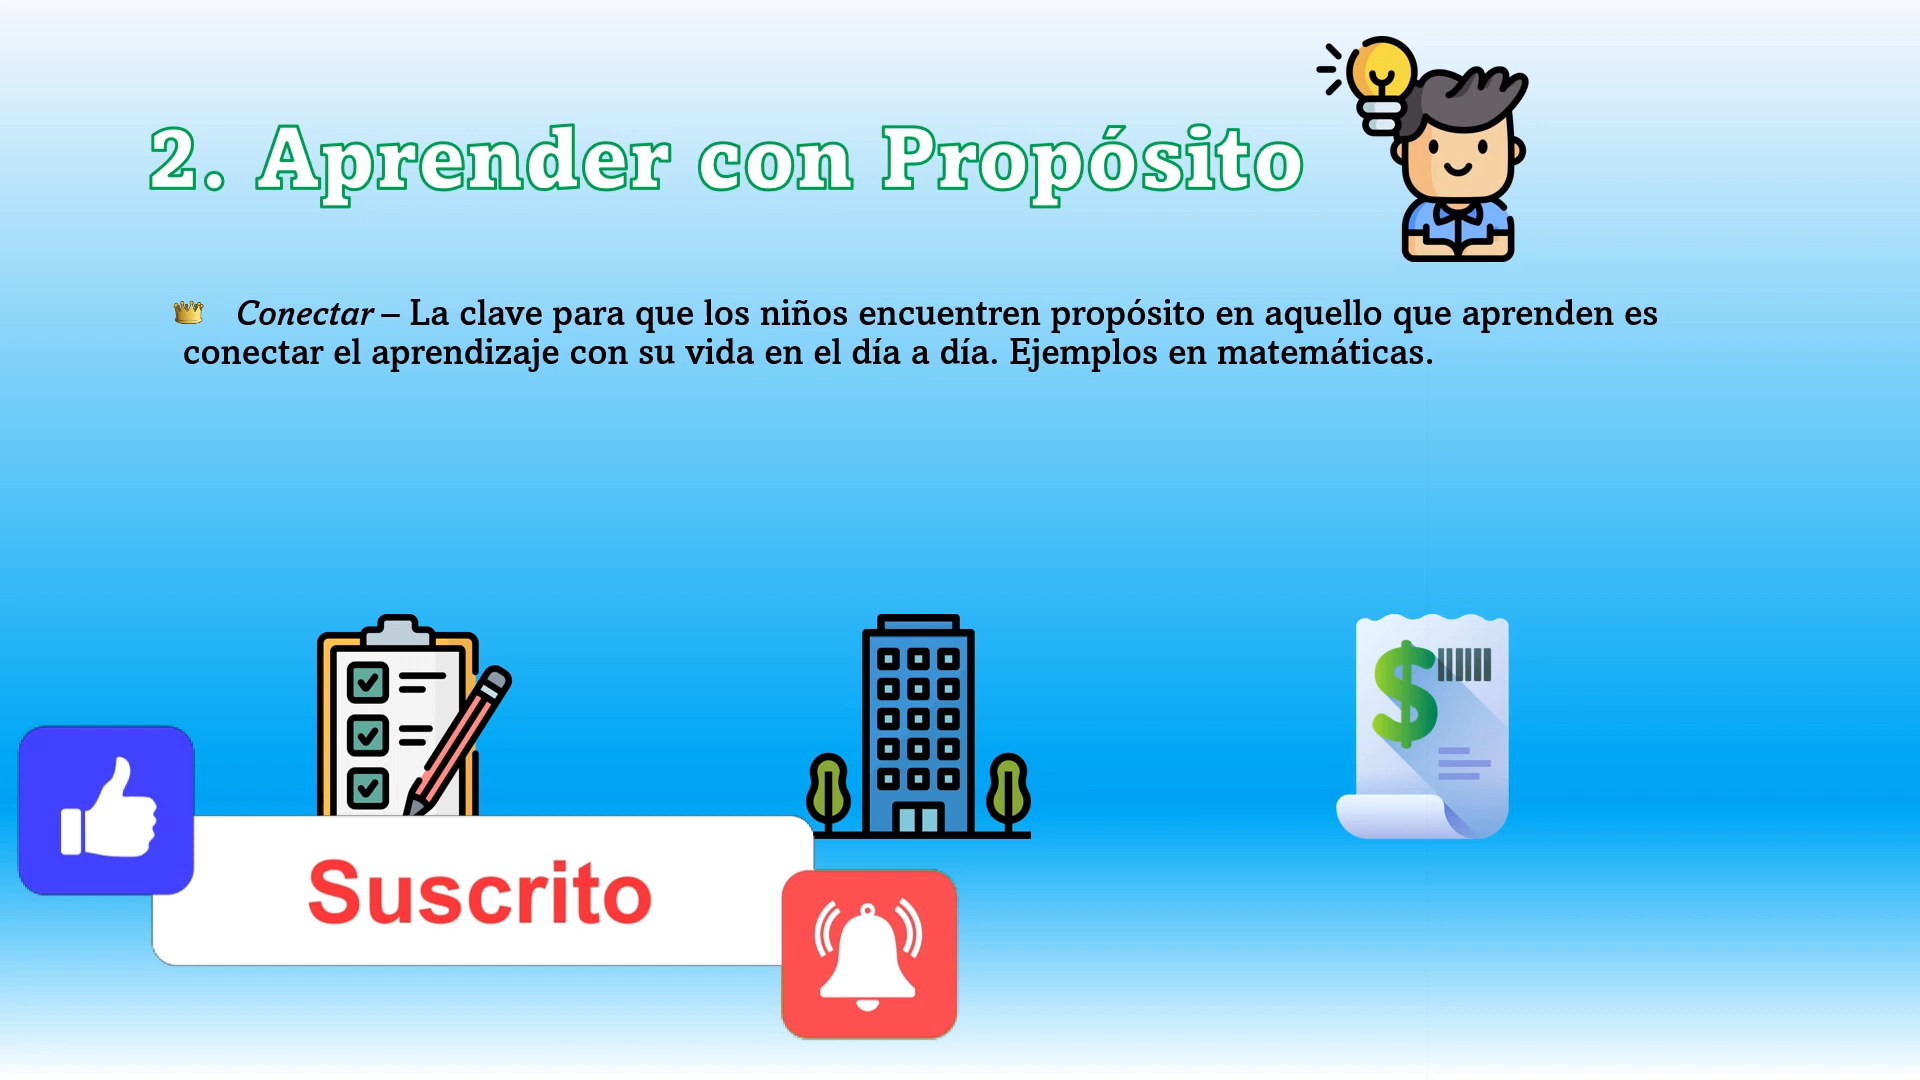 2. Aprender con Propósito
Conectar – La clave para que los niños encuentren propósito en aquello que aprenden es
conectar el aprendizaje con su vida en el día a día. Ejemplos en matemáticas.
$
Suscrito